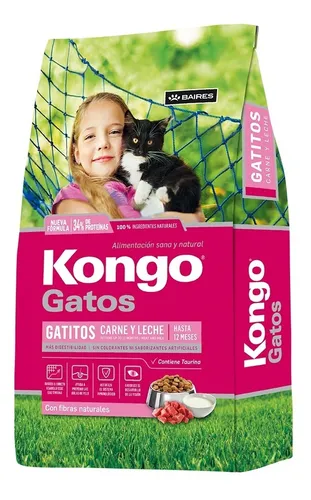 BAIRES
GATITOS
CARNE Y LECHE
NUEVA FÓRMULA
34% DE PROTEINAS
100% INGREDIENTES NATURALES
Alimentación sana y natural
Kongo®
Gatos
GATITOS CARNE Y LECHE
HASTA 12 MESES
MÁS DIGESTIBILIDAD | SIN COLORANTES NI SABORIZANTES ARTIFICIALES
✓ Contiene Taurina
Con fibras naturales
Kongo
Gatos